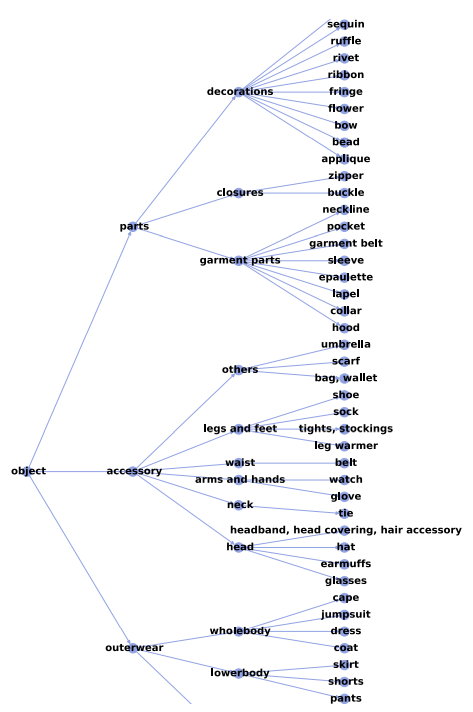 sequin
ruffle
rivet
ribbon
decorations
fringe
flower
bow
bead
applique
zipper
closures
buckle
neckline
parts
pocket
garment belt
garment parts
sleeve
epaulette
lapel
collar
hood
umbrella
others
scarf
bag, wallet
shoe
sock
legs and feet
tights, stockings
leg warmer
object
accessory
waist
belt
arms and hands
watch
glove
neck
tie
headband, head covering, hair accessory
head
hat
earmuffs
glasses
cape
jumpsuit
wholebody
dress
outerwear
coat
skirt
lowerbody
shorts
pants